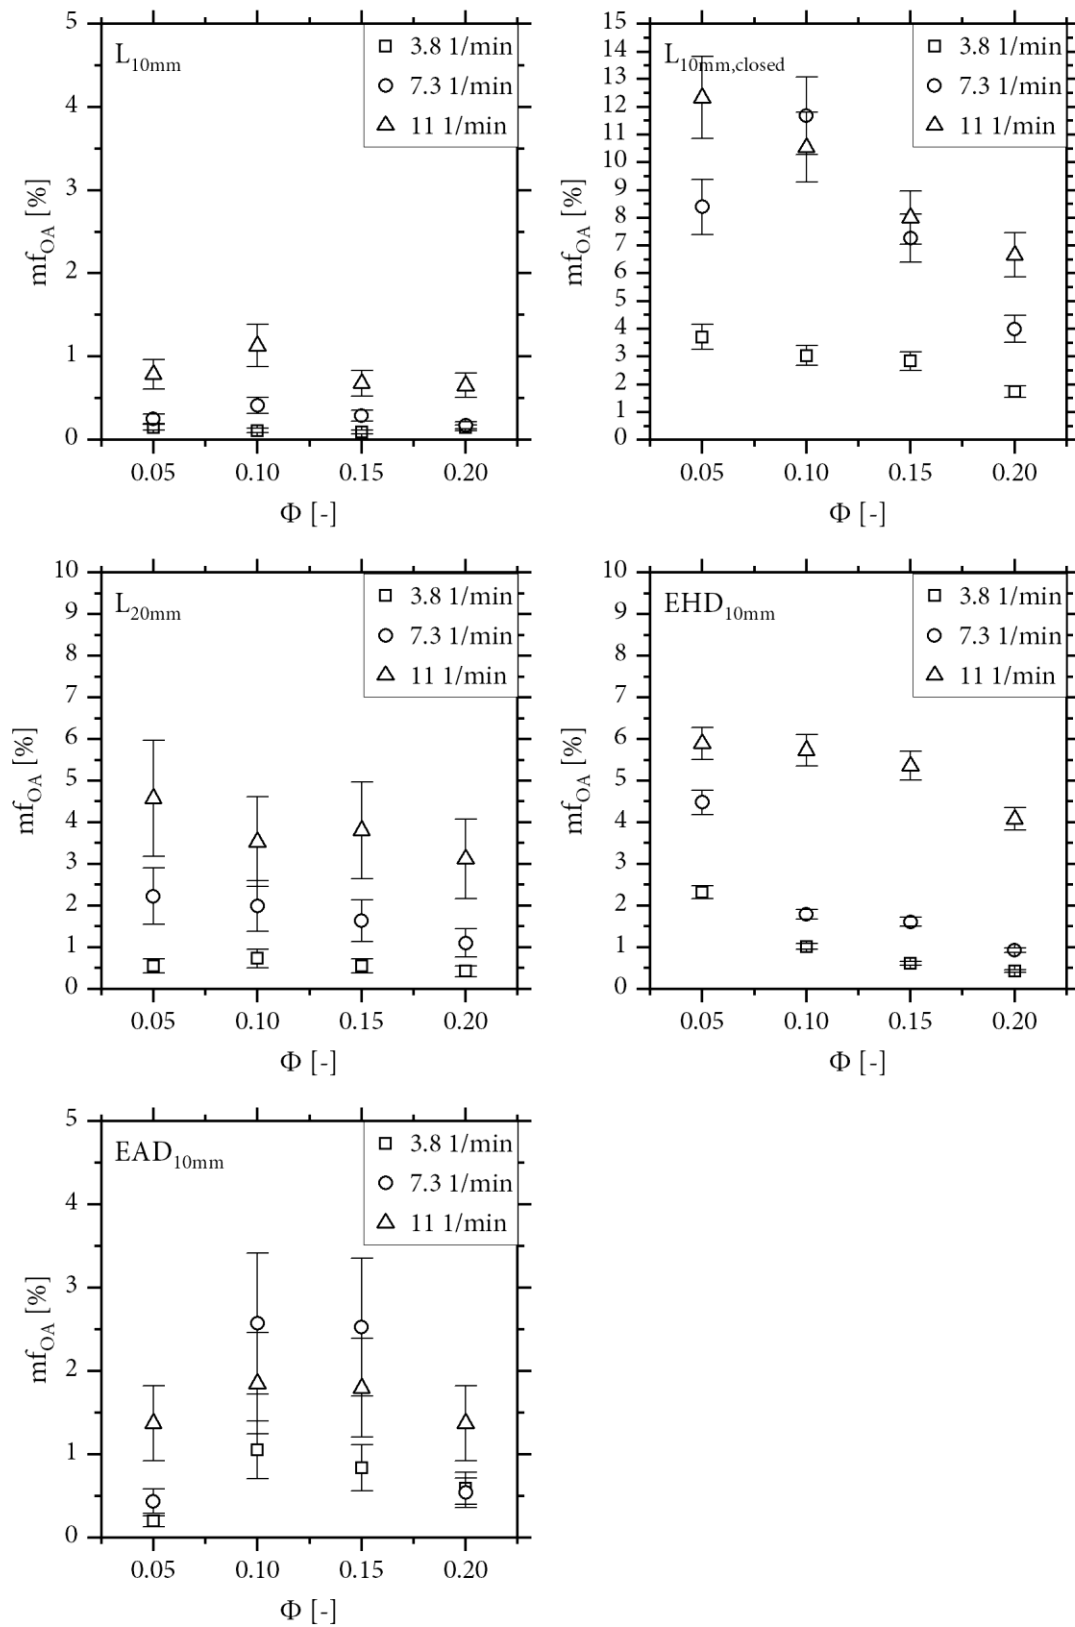 L10mm
3.8 1/min
7.3 1/min
11 1/min
5
4
3
2
1
0
mfOA [%]
0.05 0.10 0.15 0.20
Φ [-]
L10mm,closed
3.8 1/min
7.3 1/min
11 1/min
15
14
13
12
11
10
9
8
7
6
5
4
3
2
1
0
mfOA [%]
0.05 0.10 0.15 0.20
Φ [-]
L20mm
3.8 1/min
7.3 1/min
11 1/min
10
9
8
7
6
5
4
3
2
1
0
mfOA [%]
0.05 0.10 0.15 0.20
Φ [-]
EHD10mm
3.8 1/min
7.3 1/min
11 1/min
10
9
8
7
6
5
4
3
2
1
0
mfOA [%]
0.05 0.10 0.15 0.20
Φ [-]
EAD10mm
3.8 1/min
7.3 1/min
11 1/min
5
4
3
2
1
0
mfOA [%]
0.05 0.10 0.15 0.20
Φ [-]